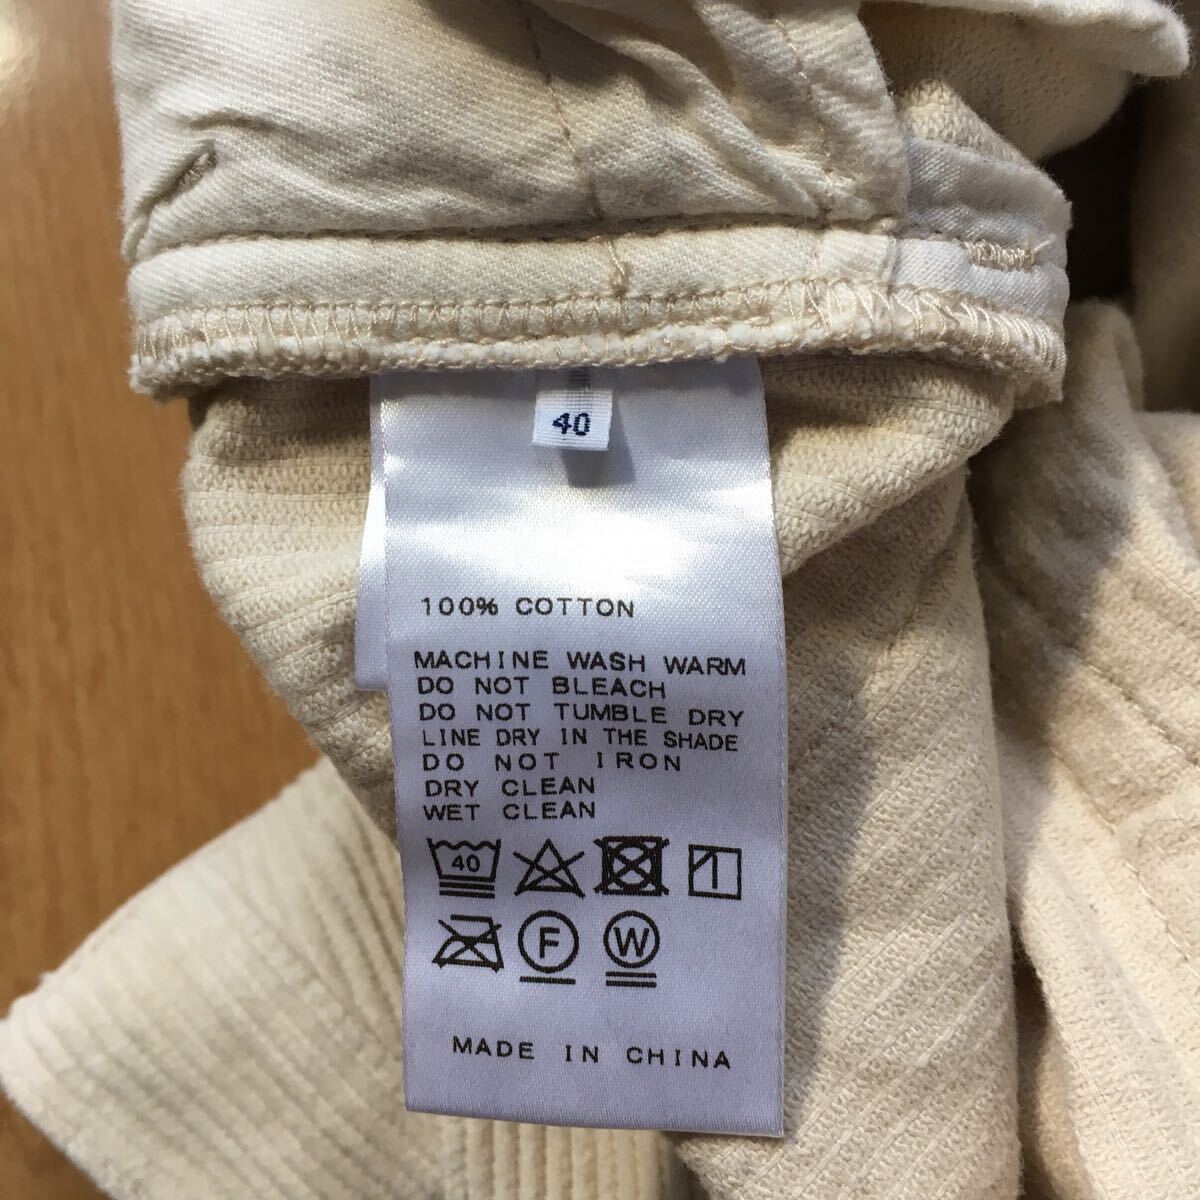 40
100% COTTON
MACHINE WASH WARM
DO NOT BLEACH
DO NOT TUMBLE DRY
LINE DRY IN THE SHADE
DO NOT IRON
DRY CLEAN
WET CLEAN
40
F W
MADE IN CHINA